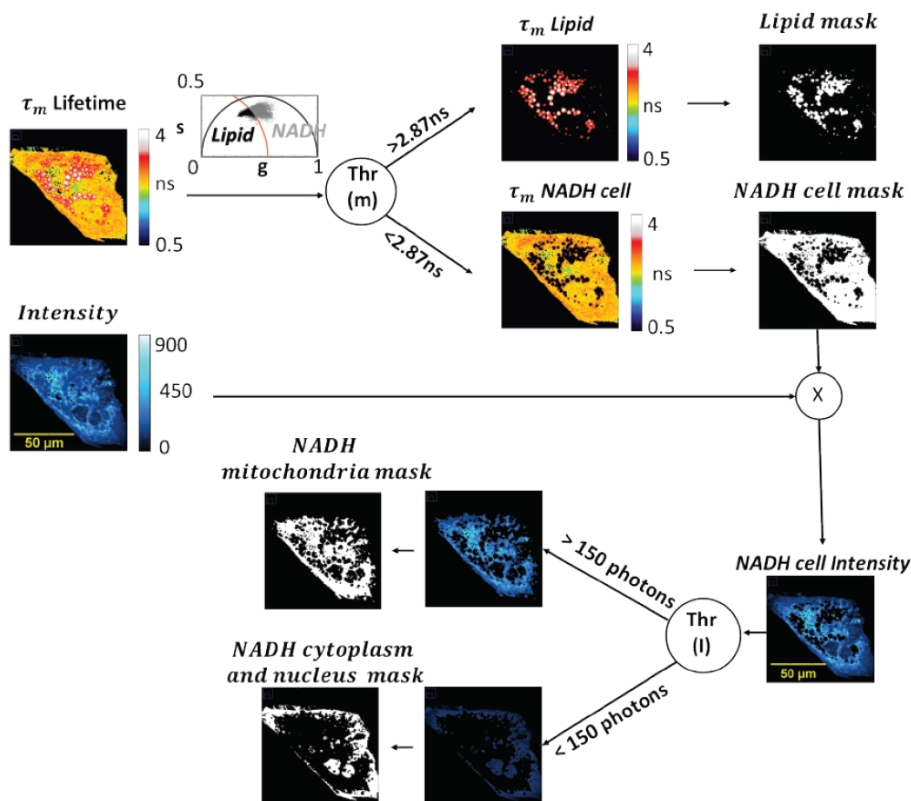 τm Lifetime
4
ns
0.5
0.5
s
Lipid
NADH
0
g
1
Thr
(m)
>2.87ns
<2.87ns
τm Lipid
4
ns
0.5
Lipid mask
τm NADH cell
4
ns
0.5
NADH cell mask
Intensity
900
450
0
50 µm
X
NADH
mitochondria mask
> 150 photons
NADH cell Intensity
50 µm
Thr
(I)
NADH cytoplasm
and nucleus mask
< 150 photons